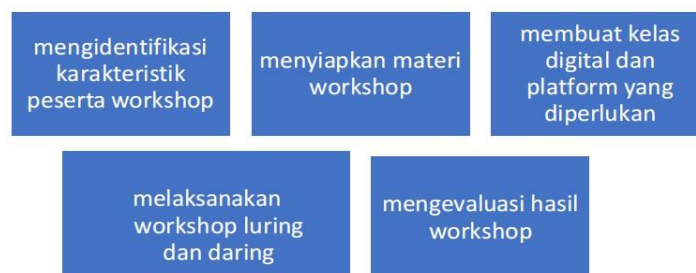 mengidentifikasi
karakteristik
peserta workshop
menyiapkan materi
workshop
membuat kelas
digital dan
platform yang
diperlukan
melaksanakan
workshop luring
dan daring
mengevaluasi hasil
workshop